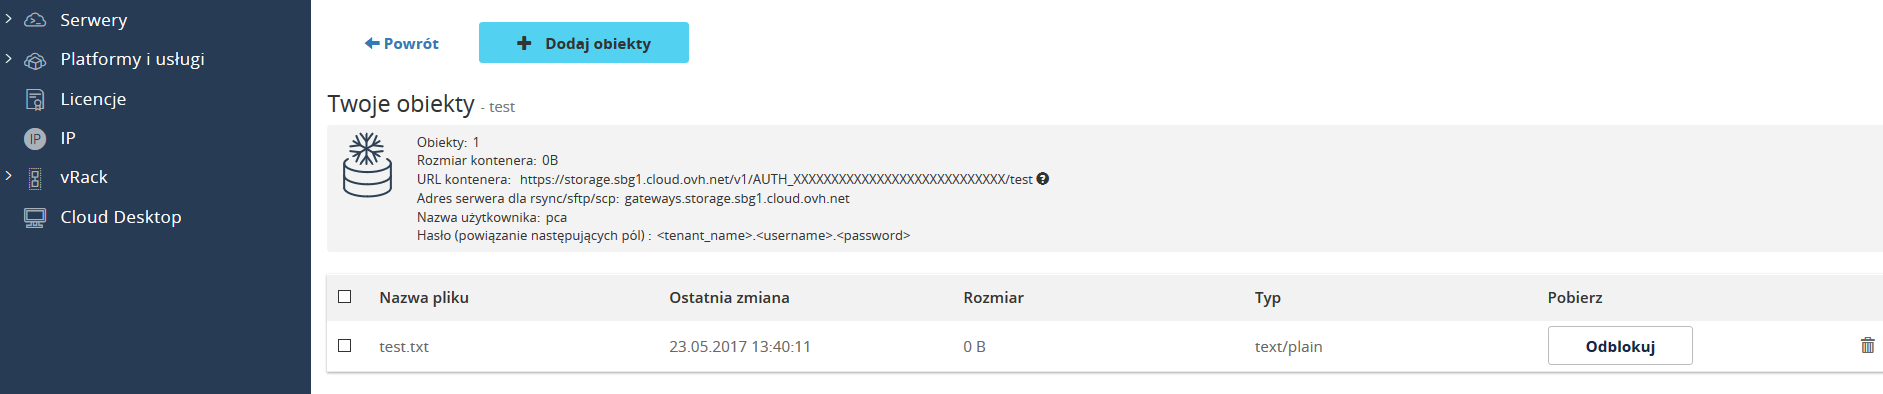 Serwery
Platformy i usługi
Licencje
IP IP
vRack
Cloud Desktop
Powrót
Dodaj obiekty
Twoje obiekty - test
Obiekty: 1
Rozmiar kontenera: 0B
URL kontenera: https://storage.sbg1.cloud.ovh.net/v1/AUTH_XXXXXXXXXXXXXXXXXXXXXXXXXXXX/test ?
Adres serwera dla rsync/sftp/scp: gateways.storage.sbg1.cloud.ovh.net
Nazwa użytkownika: pca
Hasło (powiązanie następujących pól) : <tenant_name>.<username>.<password>
Nazwa pliku Ostatnia zmiana Rozmiar Typ Pobierz
test.txt 23.05.2017 13:40:11 0 B text/plain Odblokuj